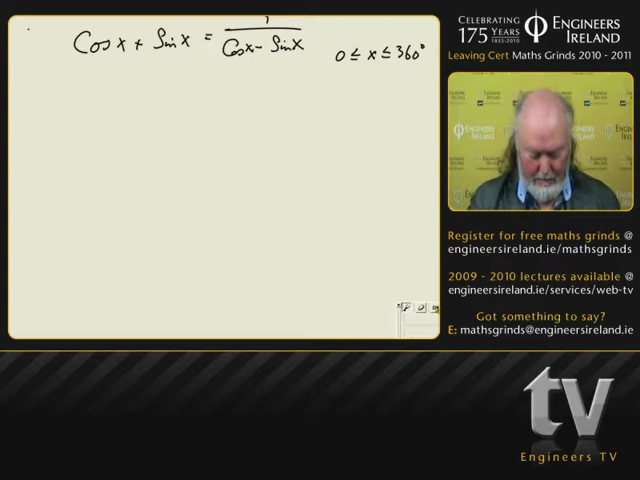 Cos x + Sin x = 1 / (Cos x - Sin x)
0 ≤ x ≤ 360°
CELEBRATING
175 YEARS
1835-2010
ENGINEERS
IRELAND
Leaving Cert Maths Grinds 2010 - 2011
Register for free maths grinds @
engineersireland.ie/mathsgrinds
2009 - 2010 lectures available @
engineersireland.ie/services/web-tv
Got something to say?
E: mathsgrinds@engineersireland.ie
tv
Engineers TV